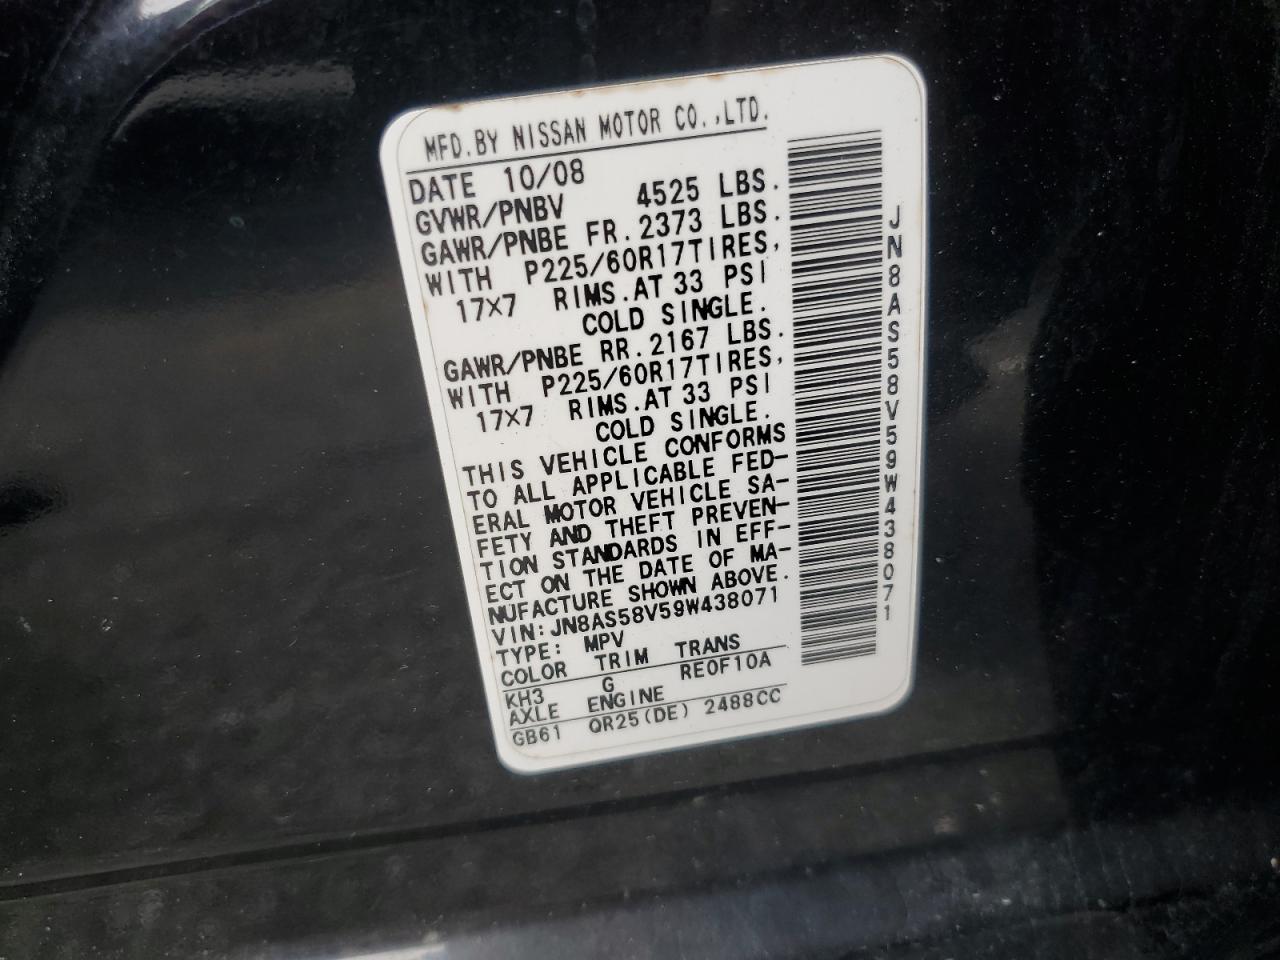 MFD.BY NISSAN MOTOR CO.,LTD.
DATE 10/08
GVWR/PNBV 4525 LBS.
GAWR/PNBE FR.2373 LBS.
WITH P225/60R17TIRES,
17X7 RIMS.AT 33 PSI
COLD SINGLE.
GAWR/PNBE RR.2167 LBS.
WITH P225/60R17TIRES,
17X7 RIMS.AT 33 PSI
COLD SINGLE.
THIS VEHICLE CONFORMS
TO ALL APPLICABLE FED-
ERAL MOTOR VEHICLE SA-
FETY AND THEFT PREVEN-
TION STANDARDS IN EFF-
ECT ON THE DATE OF MA-
NUFACTURE SHOWN ABOVE.
VIN:JN8AS58V59W438071
TYPE: MPV
COLOR TRIM TRANS
KH3 G RE0F10A
AXLE ENGINE
GB61 QR25(DE) 2488CC
JN8AS58V59W438071